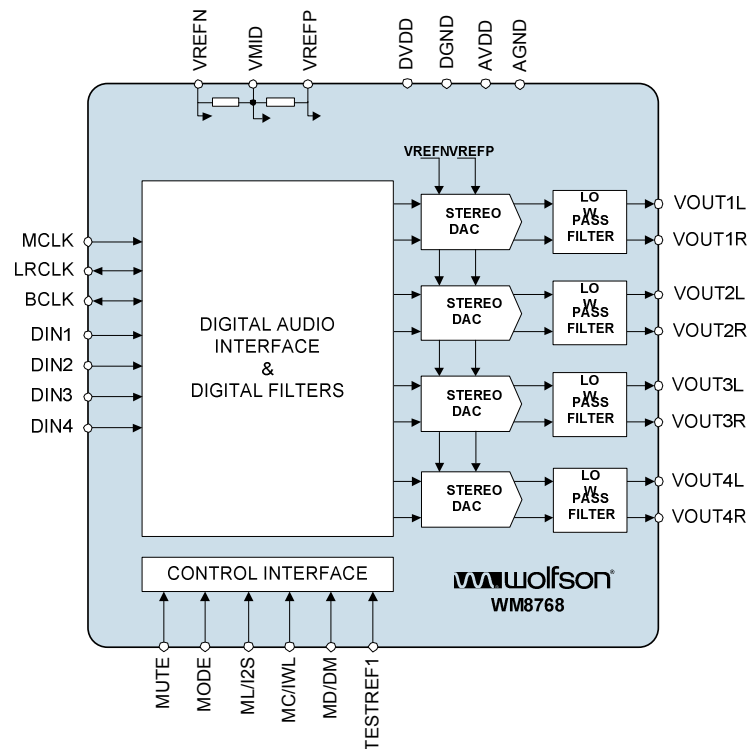 VREFN
VMID
VREFP
DVDD
DGND
AVDD
AGND
VREFN VREFP
MCLK
LRCLK
BCLK
DIN1
DIN2
DIN3
DIN4
DIGITAL AUDIO
INTERFACE
&
DIGITAL FILTERS
STEREO
DAC
LO
W
PASS
FILTER
VOUT1L
VOUT1R
STEREO
DAC
LO
W
PASS
FILTER
VOUT2L
VOUT2R
STEREO
DAC
LO
W
PASS
FILTER
VOUT3L
VOUT3R
STEREO
DAC
LO
W
PASS
FILTER
VOUT4L
VOUT4R
CONTROL INTERFACE
wolfson®
WM8768
MUTE
MODE
ML/I2S
MC/IWL
MD/DM
TESTREF1